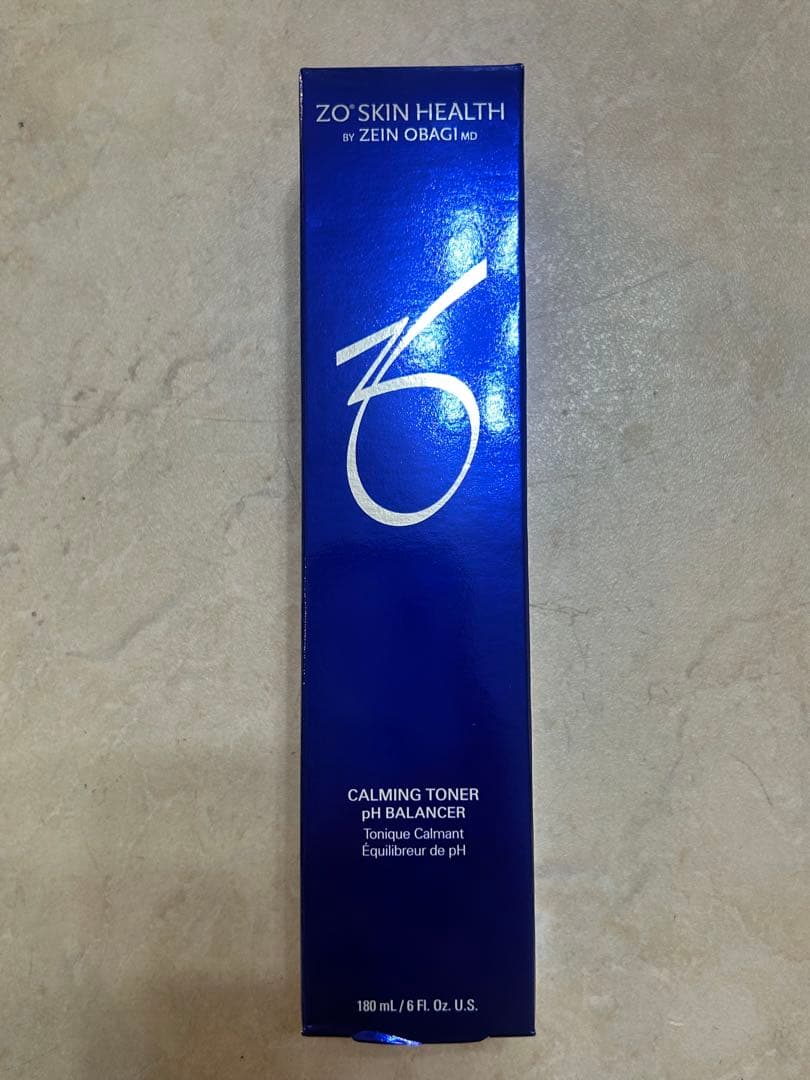 ZO® SKIN HEALTH
BY ZEIN OBAGI MD
ZO
CALMING TONER
pH BALANCER
Tonique Calmant
Équilibreur de pH
180 mL / 6 Fl. Oz. U.S.